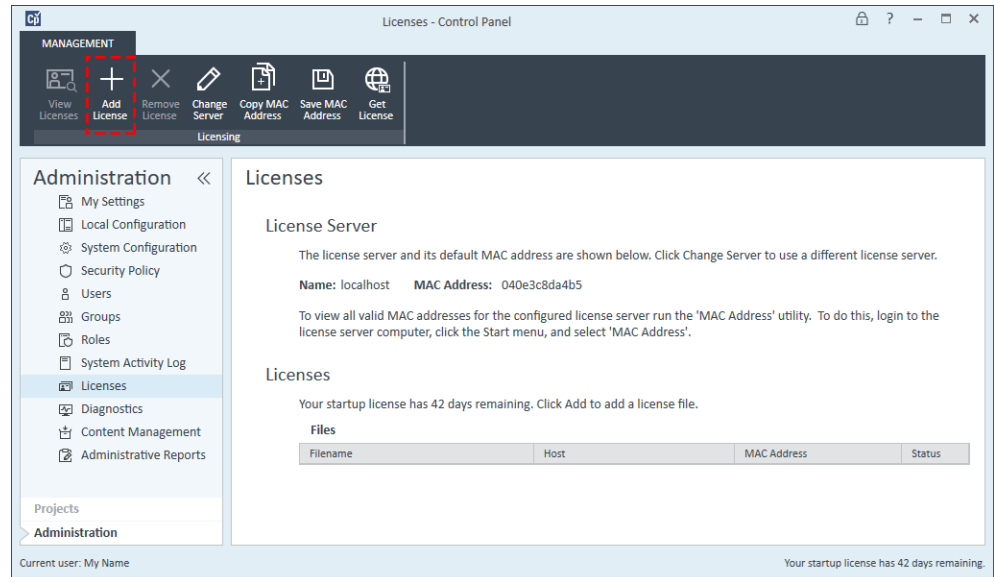 Cp
Licenses - Control Panel
?
MANAGEMENT
View Licenses
Add License
Remove License
Change Server
Copy MAC Address
Save MAC Address
Get License
Licensing
Administration
My Settings
Local Configuration
System Configuration
Security Policy
Users
Groups
Roles
System Activity Log
Licenses
Diagnostics
Content Management
Administrative Reports
Projects
Administration
Licenses
License Server
The license server and its default MAC address are shown below. Click Change Server to use a different license server.
Name: localhost MAC Address: 040e3c8da4b5
To view all valid MAC addresses for the configured license server run the 'MAC Address' utility. To do this, login to the
license server computer, click the Start menu, and select 'MAC Address'.
Licenses
Your startup license has 42 days remaining. Click Add to add a license file.
Files
Filename Host MAC Address Status
Current user: My Name
Your startup license has 42 days remaining.